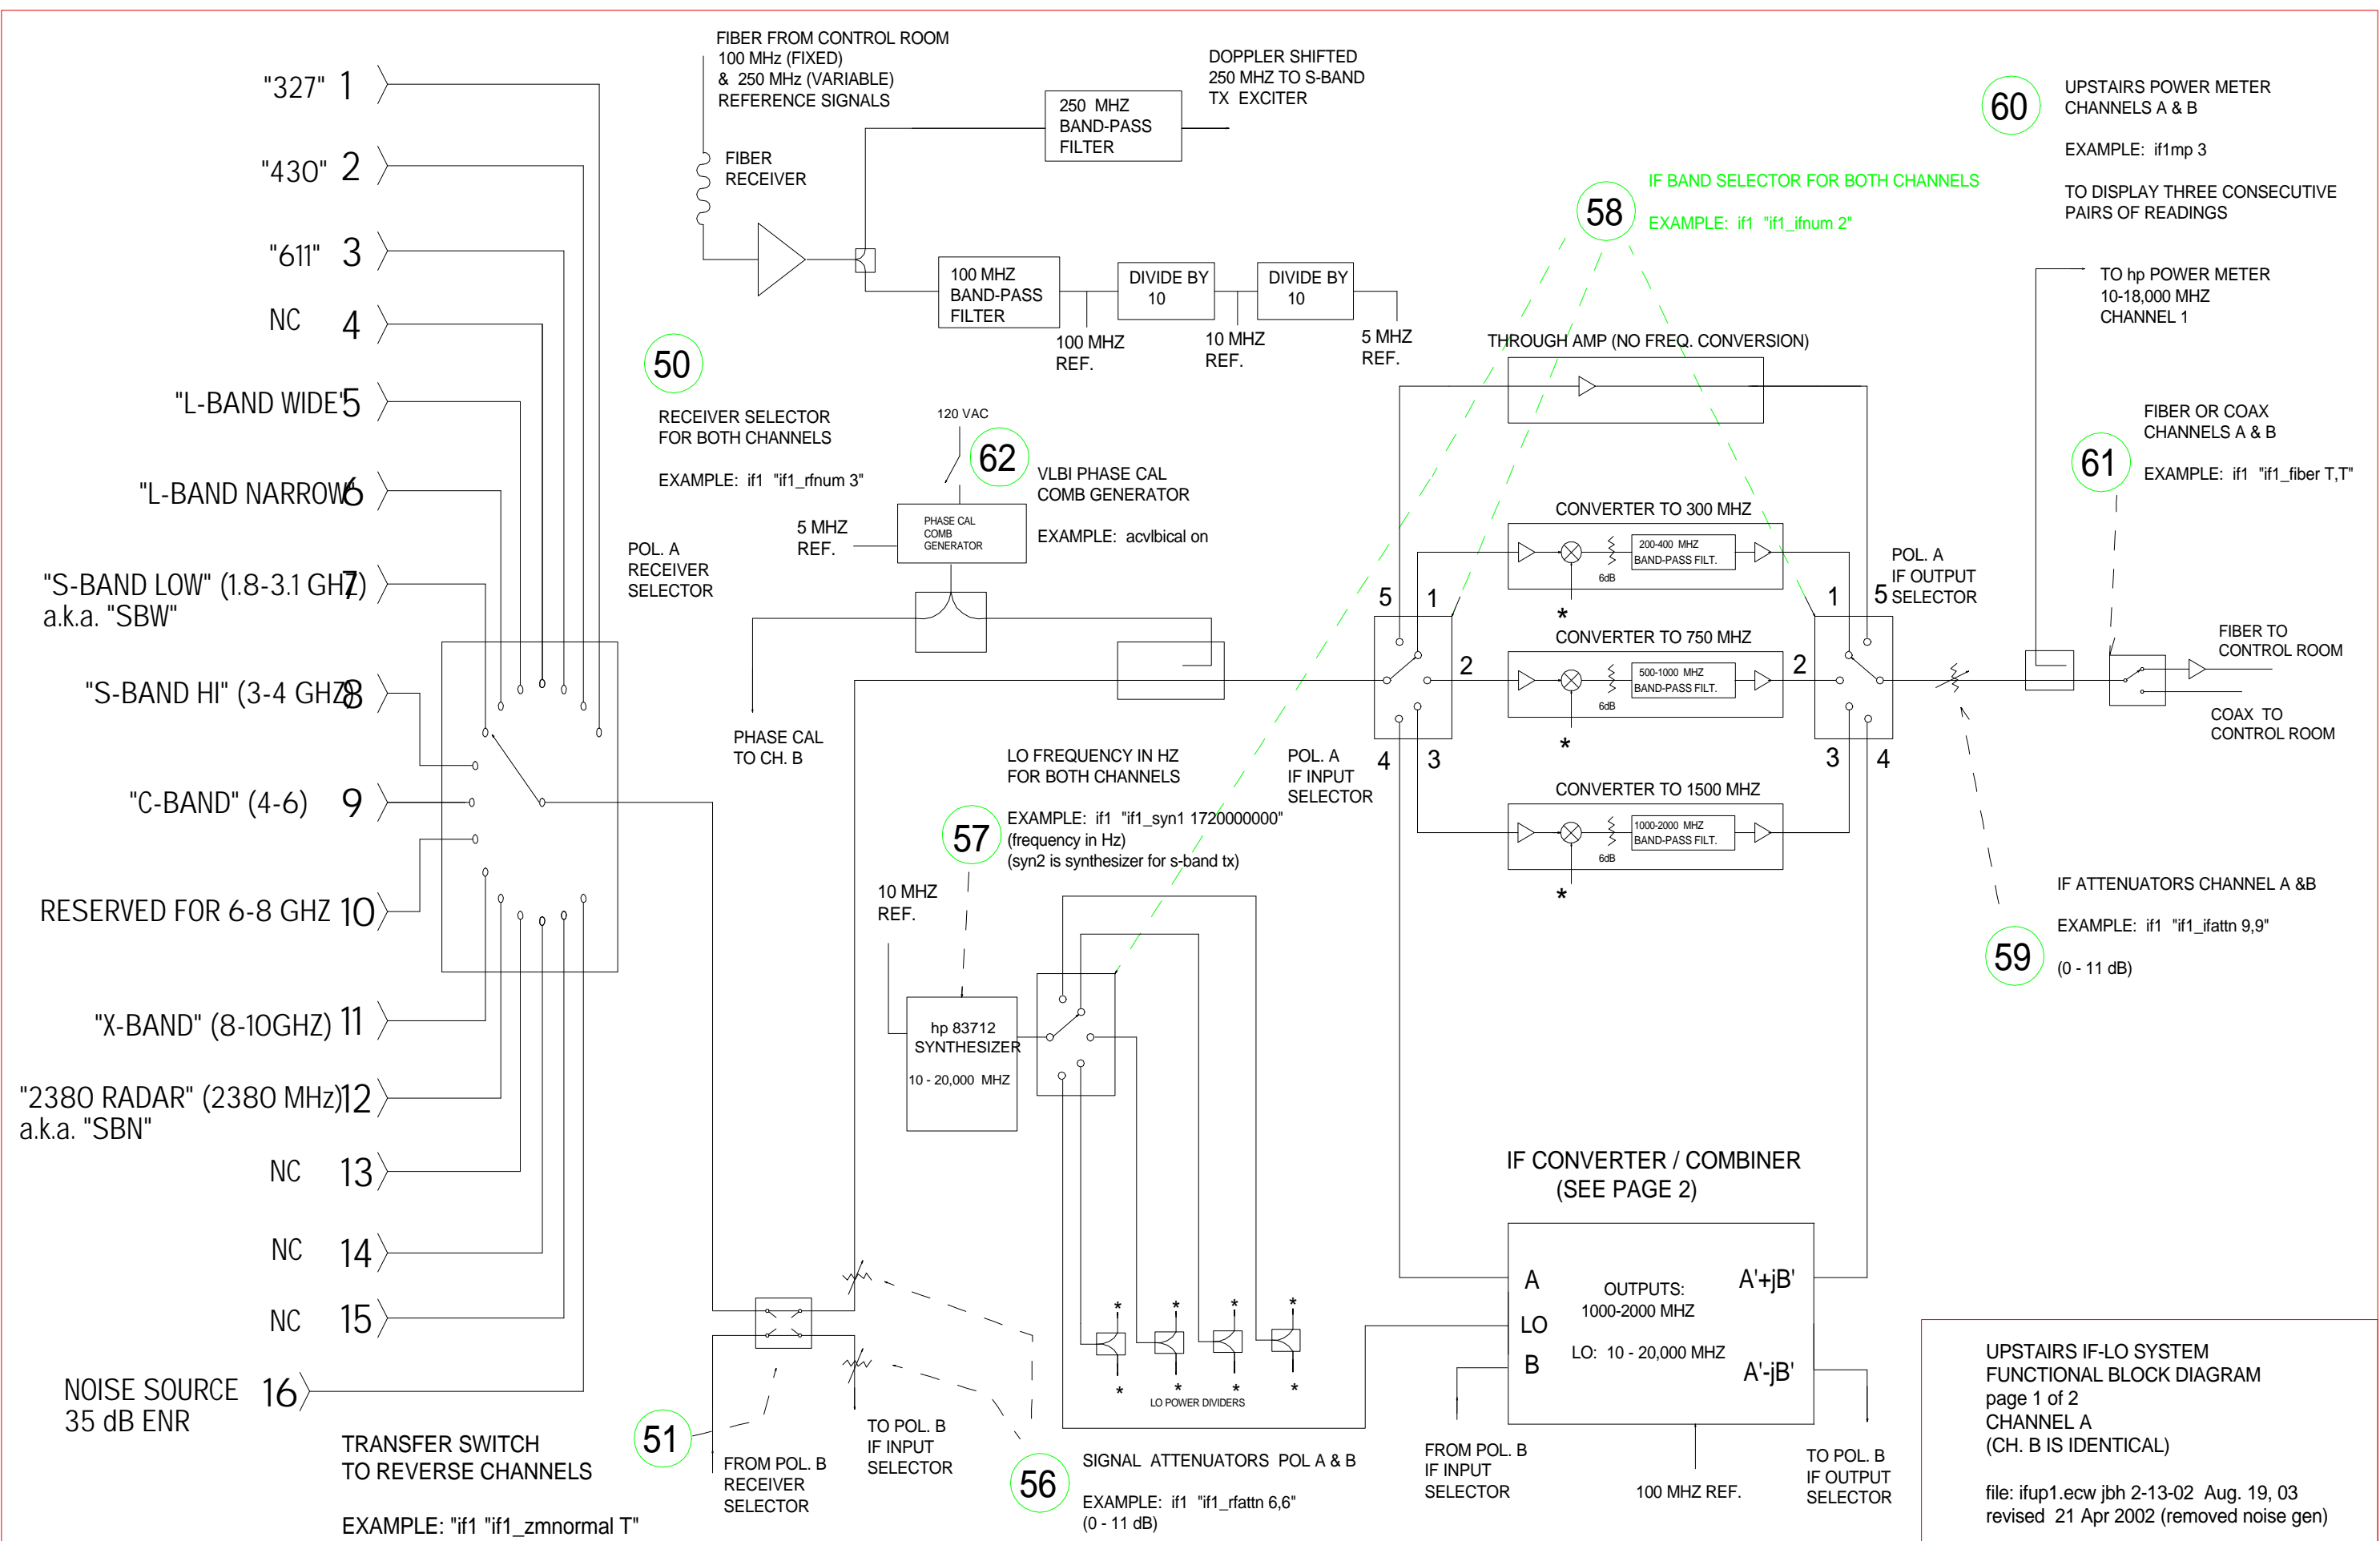 "327" 1
"430" 2
"611" 3
NC 4
"L-BAND WIDE" 5
"L-BAND NARROW" 6
"S-BAND LOW" (1.8-3.1 GHZ) 7
a.k.a. "SBW"
"S-BAND HI" (3-4 GHZ) 8
"C-BAND" (4-6) 9
RESERVED FOR 6-8 GHZ 10
"X-BAND" (8-10GHZ) 11
"2380 RADAR" (2380 MHz) 12
a.k.a. "SBN"
NC 13
NC 14
NC 15
NOISE SOURCE 16
35 dB ENR
TRANSFER SWITCH
TO REVERSE CHANNELS
EXAMPLE: "if1 "if1_zmnormal T"
FIBER FROM CONTROL ROOM
100 MHz (FIXED)
& 250 MHz (VARIABLE)
REFERENCE SIGNALS
FIBER
RECEIVER
250 MHZ
BAND-PASS
FILTER
DOPPLER SHIFTED
250 MHZ TO S-BAND
TX EXCITER
100 MHZ
BAND-PASS
FILTER
DIVIDE BY
10
DIVIDE BY
10
100 MHZ
REF.
10 MHZ
REF.
5 MHZ
REF.
50
RECEIVER SELECTOR
FOR BOTH CHANNELS
EXAMPLE: if1 "if1_rfnum 3"
POL. A
RECEIVER
SELECTOR
120 VAC
62
VLBI PHASE CAL
COMB GENERATOR
EXAMPLE: acvlbical on
5 MHZ
REF.
PHASE CAL
COMB
GENERATOR
PHASE CAL
TO CH. B
LO FREQUENCY IN HZ
FOR BOTH CHANNELS
57
EXAMPLE: if1 "if1_syn1 1720000000"
(frequency in Hz)
(syn2 is synthesizer for s-band tx)
10 MHZ
REF.
hp 83712
SYNTHESIZER
10 - 20,000 MHZ
51
FROM POL. B
RECEIVER
SELECTOR
TO POL. B
IF INPUT
SELECTOR
56
SIGNAL ATTENUATORS POL A & B
EXAMPLE: if1 "if1_rfattn 6,6"
(0 - 11 dB)
* * * *
* * * *
LO POWER DIVIDERS
58
IF BAND SELECTOR FOR BOTH CHANNELS
EXAMPLE: if1 "if1_ifnum 2"
THROUGH AMP (NO FREQ. CONVERSION)
CONVERTER TO 300 MHZ
200-400 MHZ
BAND-PASS FILT.
6dB
*
CONVERTER TO 750 MHZ
500-1000 MHZ
BAND-PASS FILT.
6dB
*
CONVERTER TO 1500 MHZ
1000-2000 MHZ
BAND-PASS FILT.
6dB
*
5 1
2
4 3
POL. A
IF INPUT
SELECTOR
1 5
2
3 4
POL. A
IF OUTPUT
SELECTOR
IF CONVERTER / COMBINER
(SEE PAGE 2)
A
LO
B
OUTPUTS:
1000-2000 MHZ
LO: 10 - 20,000 MHZ
A'+jB'
A'-jB'
FROM POL. B
IF INPUT
SELECTOR
100 MHZ REF.
TO POL. B
IF OUTPUT
SELECTOR
60
UPSTAIRS POWER METER
CHANNELS A & B
EXAMPLE: if1mp 3
TO DISPLAY THREE CONSECUTIVE
PAIRS OF READINGS
TO hp POWER METER
10-18,000 MHZ
CHANNEL 1
FIBER OR COAX
CHANNELS A & B
61
EXAMPLE: if1 "if1_fiber T,T"
FIBER TO
CONTROL ROOM
COAX TO
CONTROL ROOM
IF ATTENUATORS CHANNEL A &B
EXAMPLE: if1 "if1_ifattn 9,9"
59
(0 - 11 dB)
UPSTAIRS IF-LO SYSTEM
FUNCTIONAL BLOCK DIAGRAM
page 1 of 2
CHANNEL A
(CH. B IS IDENTICAL)
file: ifup1.ecw jbh 2-13-02 Aug. 19, 03
revised 21 Apr 2002 (removed noise gen)